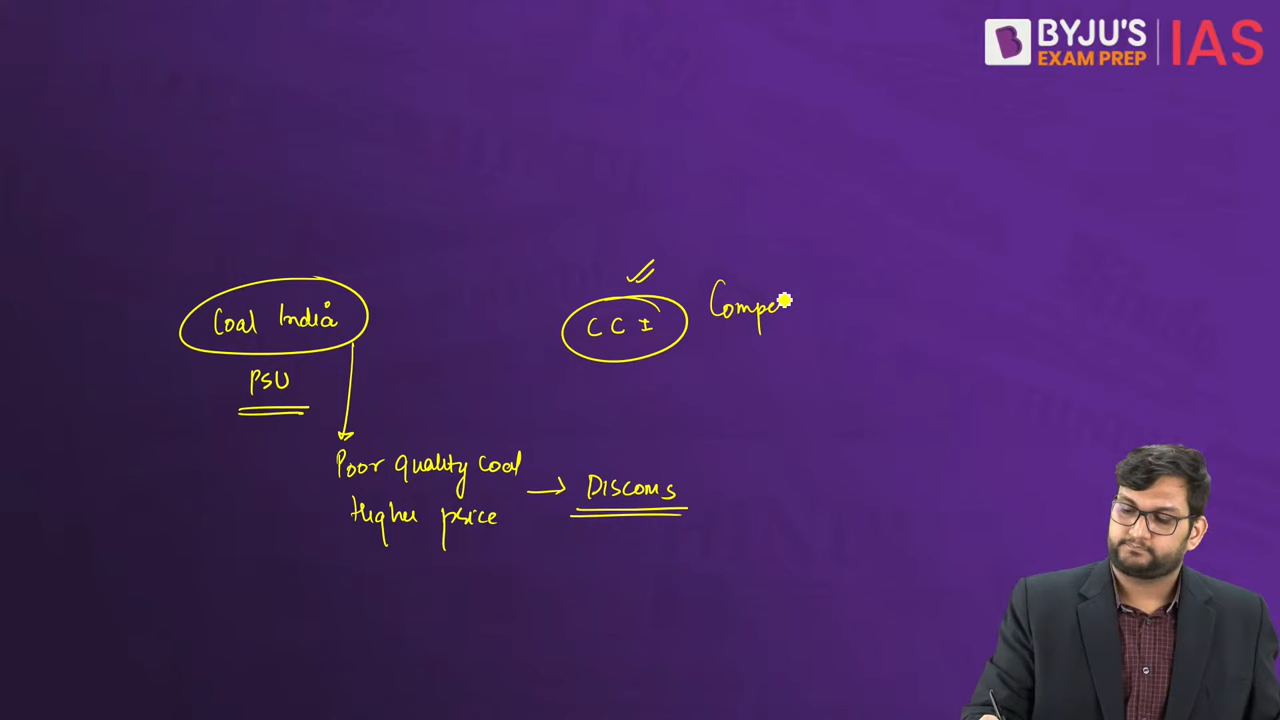 BYJU'S IAS
EXAM PREP
Coal India
CCI
Compe
PSU
Poor quality coal
Higher price
→ Discoms